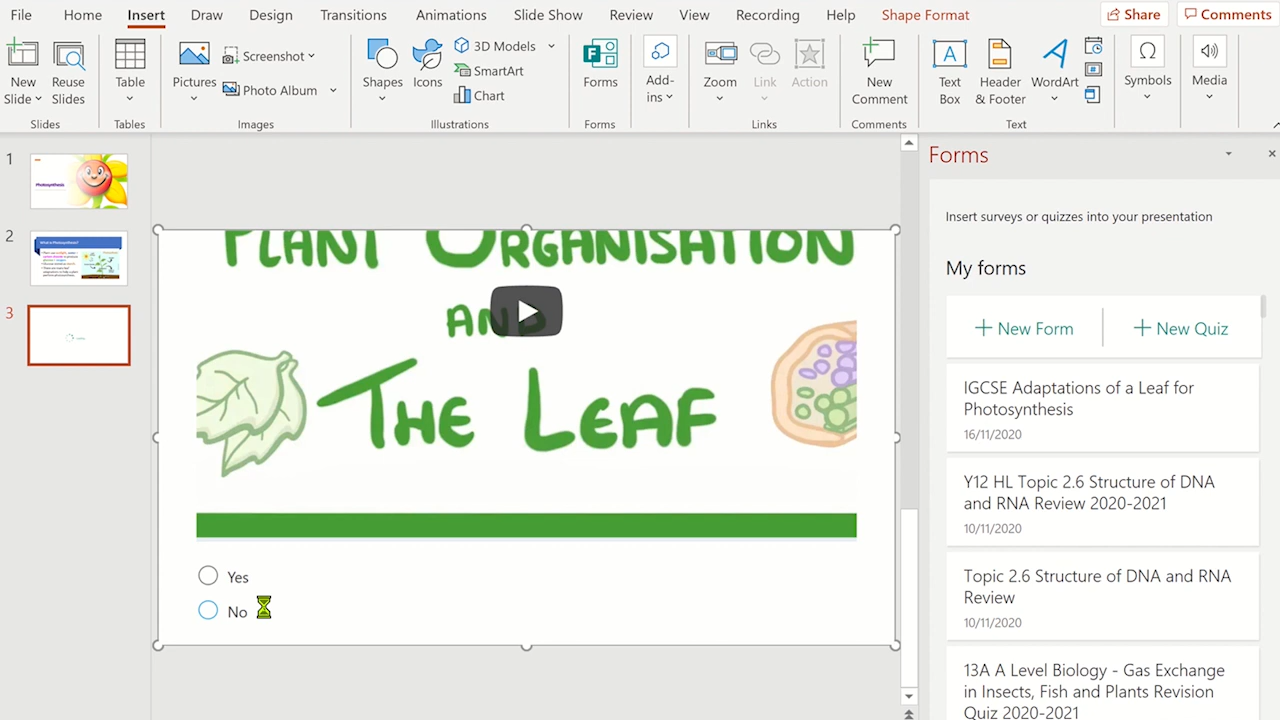 File Home Insert Draw Design Transitions Animations Slide Show Review View Recording Help Shape Format Share Comments
New Slide
Reuse Slides
Slides
Table
Tables
Pictures
Screenshot
Photo Album
Images
Shapes
Icons
3D Models
SmartArt
Chart
Illustrations
Forms
Forms
Add-ins
Zoom
Link
Action
Links
New Comment
Comments
Text Box
Header & Footer
WordArt
Text
Symbols
Media
1
Photosynthesis
2
What is Photosynthesis?
3
PLANT ORGANISATION
AND
THE LEAF
Yes
No
Forms
Insert surveys or quizzes into your presentation
My forms
New Form
New Quiz
IGCSE Adaptations of a Leaf for
Photosynthesis
16/11/2020
Y12 HL Topic 2.6 Structure of DNA
and RNA Review 2020-2021
10/11/2020
Topic 2.6 Structure of DNA and RNA
Review
10/11/2020
13A A Level Biology - Gas Exchange
in Insects, Fish and Plants Revision
Quiz 2020-2021